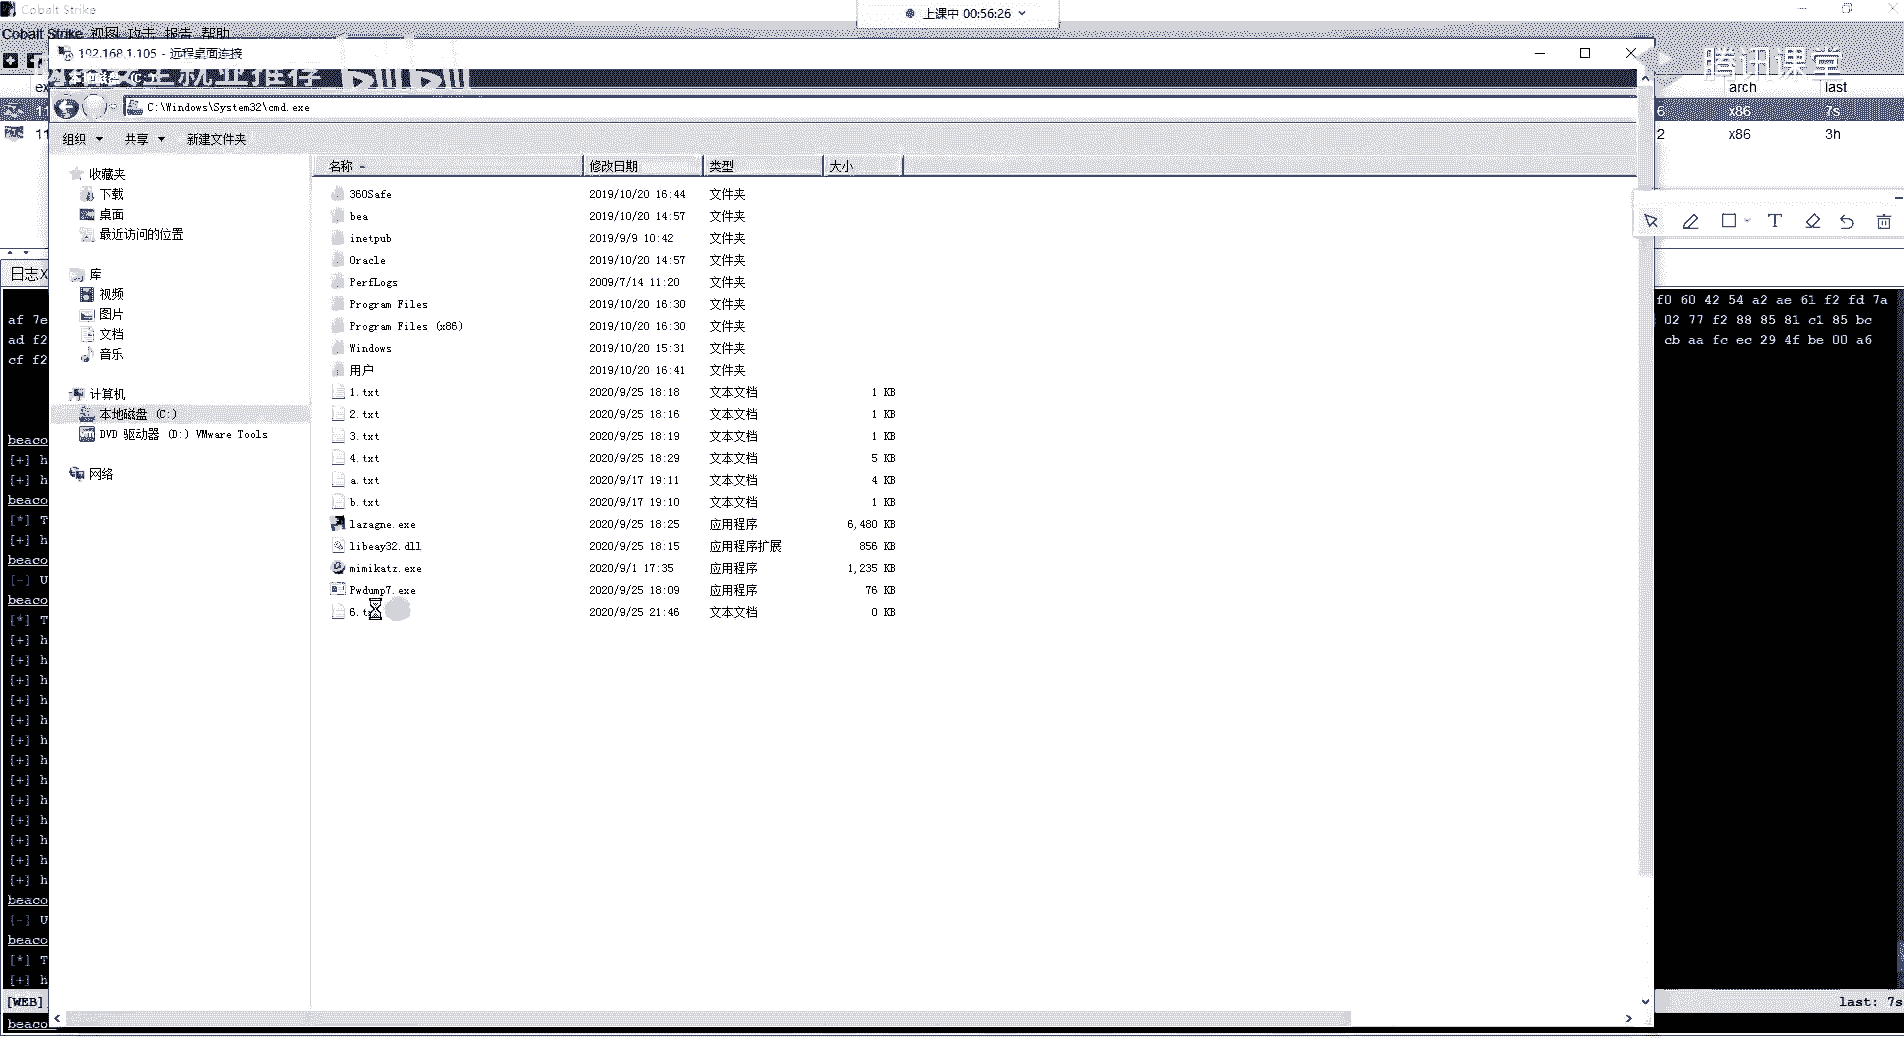 Cobalt Strike
上课中 00:56:26
Cobalt Strike 视图 攻击 报告 帮助
192.168.1.105 - 远程桌面连接
腾讯课堂
本地磁盘 (C:)
arch last
C:\Windows\System32\cmd.exe
6 x86 7s
组织 共享 新建文件夹
2 x86 3h
名称 修改日期 类型 大小
收藏夹
下载
桌面
最近访问的位置
库
视频
图片
文档
音乐
计算机
本地磁盘 (C:)
DVD 驱动器 (D:) VMware Tools
网络
360Safe 2019/10/20 16:44 文件夹
bea 2019/10/20 14:57 文件夹
inetpub 2019/9/9 10:42 文件夹
Oracle 2019/10/20 14:57 文件夹
PerfLogs 2009/7/14 11:20 文件夹
Program Files 2019/10/20 16:30 文件夹
Program Files (x86) 2019/10/20 16:30 文件夹
Windows 2019/10/20 15:31 文件夹
用户 2019/10/20 16:41 文件夹
1.txt 2020/9/25 18:18 文本文档 1 KB
2.txt 2020/9/25 18:16 文本文档 1 KB
3.txt 2020/9/25 18:19 文本文档 1 KB
4.txt 2020/9/25 18:29 文本文档 5 KB
a.txt 2020/9/17 19:11 文本文档 4 KB
b.txt 2020/9/17 19:10 文本文档 1 KB
lazagne.exe 2020/9/25 18:25 应用程序 6,480 KB
libeay32.dll 2020/9/25 18:15 应用程序扩展 856 KB
mimikatz.exe 2020/9/1 17:35 应用程序 1,235 KB
Pwdump7.exe 2020/9/25 18:09 应用程序 76 KB
6.t 2020/9/25 21:46 文本文档 0 KB
日志X
f0 60 42 54 a2 ae 61 f2 fd 7a
af 7e 02 77 f2 88 85 81 c1 85 bc
ad f2 cb aa fc ec 29 4f be 00 a6
cf f2
beaco
[+] h
[+] h
beaco
[*] T
[+] h
beaco
[-] U
beaco
[*] T
[+] h
[+] h
[+] h
[+] h
[+] h
[+] h
[+] h
[+] h
[+] h
[+] h
[+] h
[+] h
[+] h
beaco
[-] U
beaco
[*] T
[+] h
[WEB] last: 7s
beaco